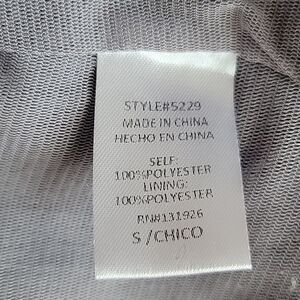 STYLE#5229
MADE IN CHINA
HECHO EN CHINA
SELF:
100%POLYESTER
LINING:
100%POLYESTER
RN#131926
S /CHICO